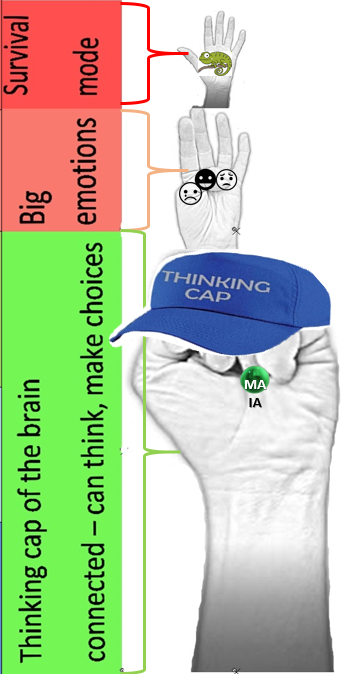 Survival
mode
Big
emotions
Thinking cap of the brain
connected – can think, make choices
THINKING
CAP
MA
IA